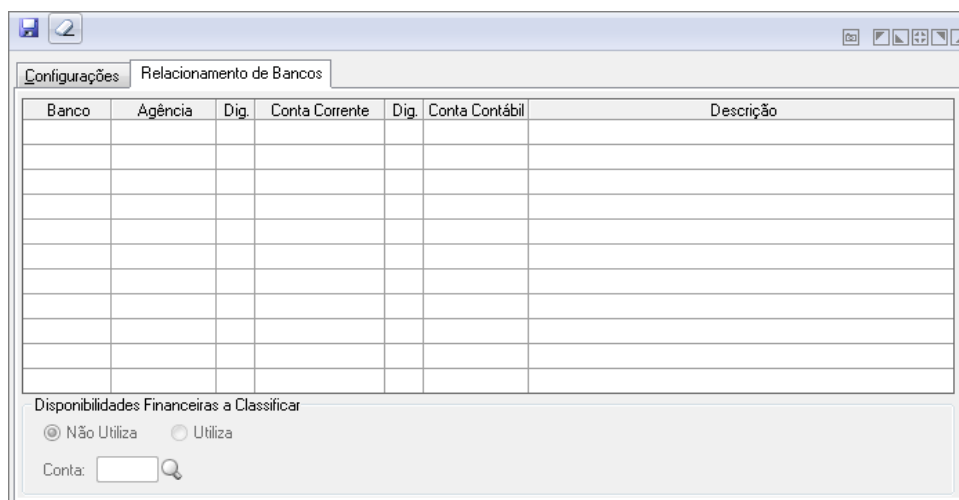 Configurações Relacionamento de Bancos
Banco Agência Dig. Conta Corrente Dig. Conta Contábil Descrição
Disponibilidades Financeiras a Classificar
Não Utiliza Utiliza
Conta: